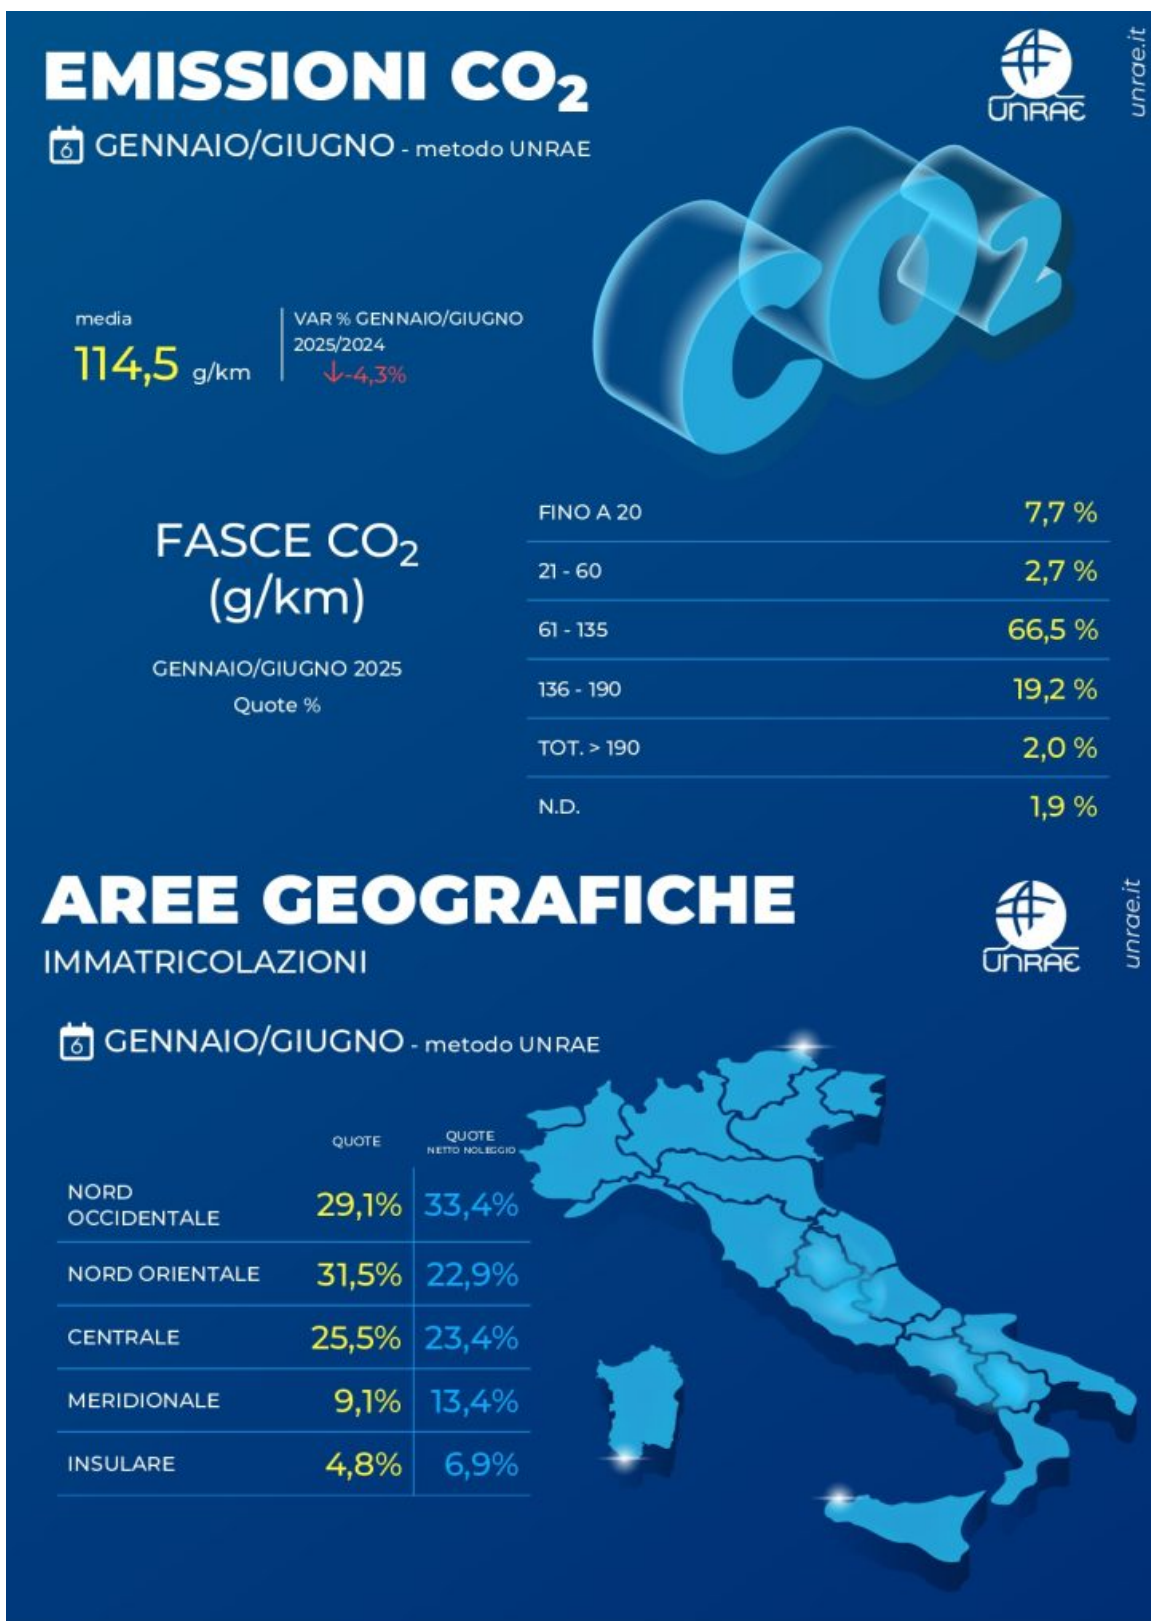 EMISSIONI CO₂
6 GENNAIO/GIUGNO - metodo UNRAE
UNRAE
unrae.it
CO2
media
114,5 g/km
VAR % GENNAIO/GIUGNO
2025/2024
↓-4,3%
FASCE CO₂
(g/km)
GENNAIO/GIUGNO 2025
Quote %
FINO A 20 7,7 %
21 - 60 2,7 %
61 - 135 66,5 %
136 - 190 19,2 %
TOT. > 190 2,0 %
N.D. 1,9 %
AREE GEOGRAFICHE
IMMATRICOLAZIONI
UNRAE
unrae.it
6 GENNAIO/GIUGNO - metodo UNRAE
QUOTE
QUOTE
NETTO NOLEGGIO
NORD
OCCIDENTALE 29,1% 33,4%
NORD ORIENTALE 31,5% 22,9%
CENTRALE 25,5% 23,4%
MERIDIONALE 9,1% 13,4%
INSULARE 4,8% 6,9%